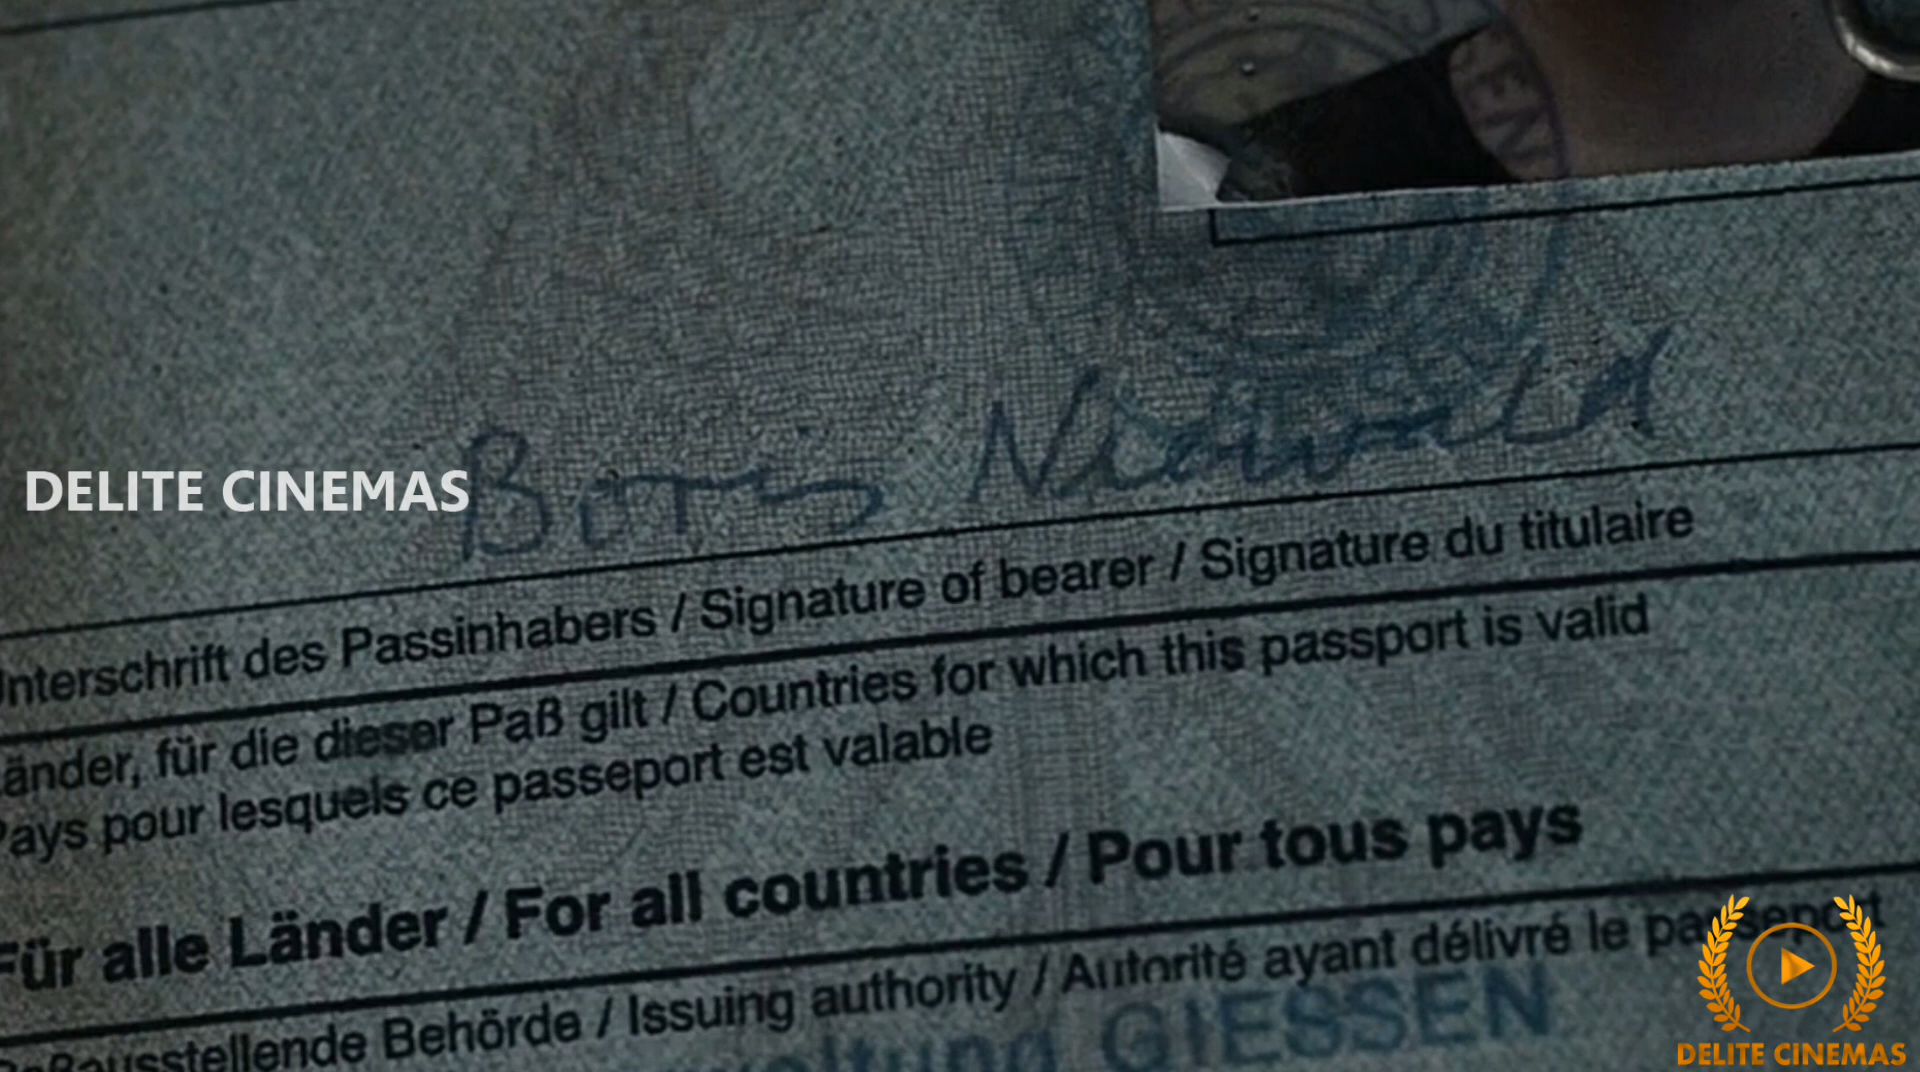 DELITE CINEMAS
Boris
Unterschrift des Passinhabers / Signature of bearer / Signature du titulaire
Länder, für die dieser Paß gilt / Countries for which this passport is valid
Pays pour lesquels ce passeport est valable
Für alle Länder / For all countries / Pour tous pays
Paßausstellende Behörde / Issuing authority / Autorité ayant délivré le passeport
GIESSEN
DELITE CINEMAS